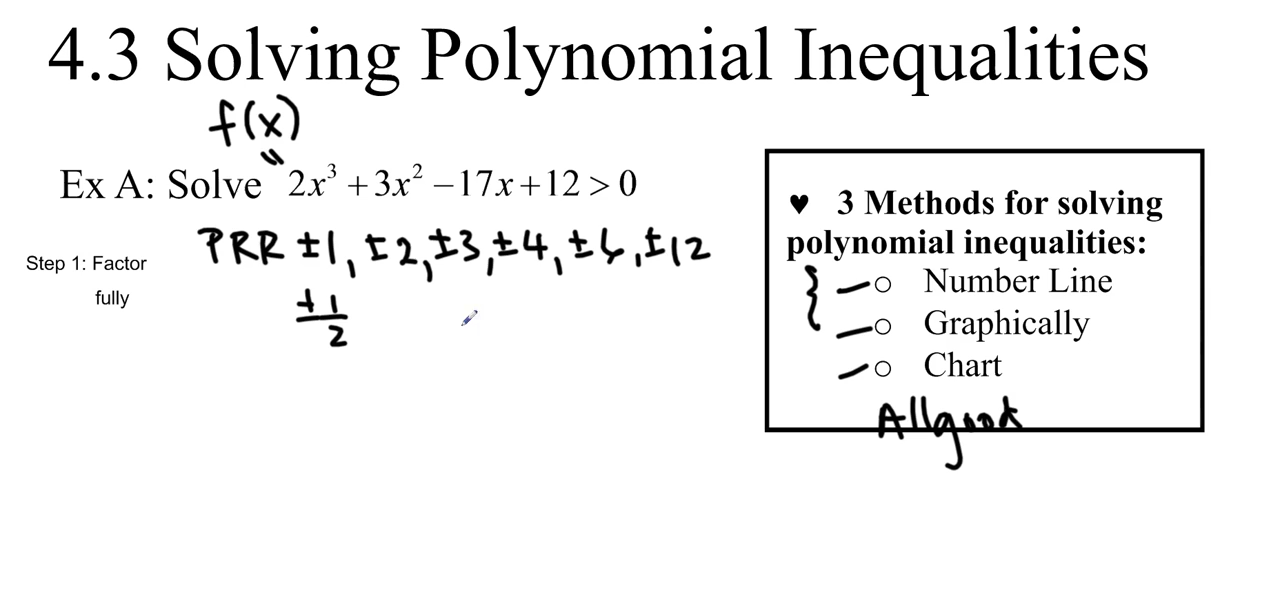 4.3 Solving Polynomial Inequalities
f(x)
"
Ex A: Solve 2x³ + 3x² − 17x + 12 > 0
Step 1: Factor
fully
PRR ±1, ±2, ±3, ±4, ±6, ±12
±1/2
♥ 3 Methods for solving
polynomial inequalities:
Number Line
Graphically
Chart
All good